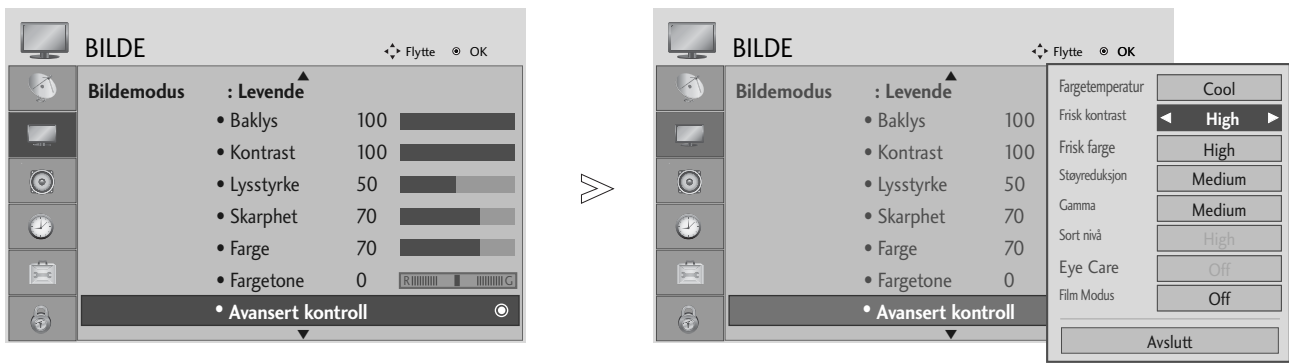 BILDE
Flytte OK
Bildemodus : Levende
• Baklys 100
• Kontrast 100
• Lysstyrke 50
• Skarphet 70
• Farge 70
• Fargetone 0 R G
• Avansert kontroll
BILDE
Flytte OK
Bildemodus : Levende
• Baklys 100
• Kontrast 100
• Lysstyrke 50
• Skarphet 70
• Farge 70
• Fargetone 0
• Avansert kontroll
Fargetemperatur Cool
Frisk kontrast High
Frisk farge High
Støyreduksjon Medium
Gamma Medium
Sort nivå High
Eye Care Off
Film Modus Off
Avslutt